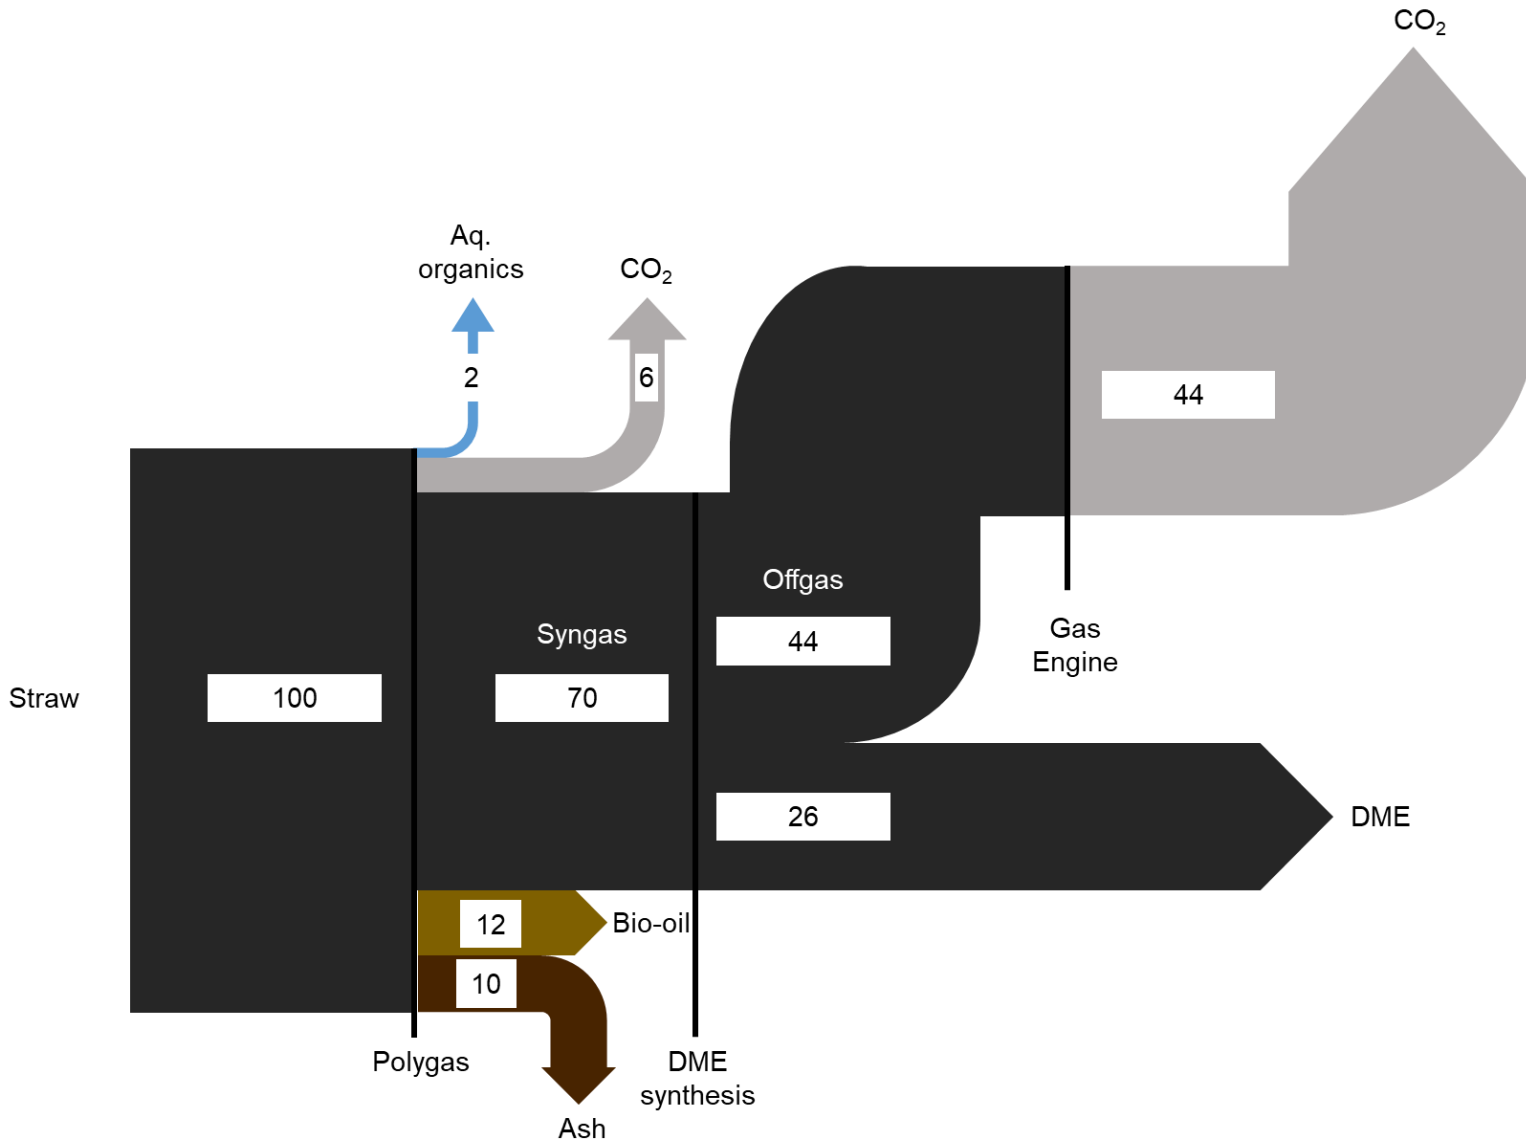 CO₂
Aq.
organics
CO₂
2
6
44
Offgas
Syngas
44
Gas
Engine
Straw
100
70
26
DME
12
Bio-oil
10
Polygas
DME
synthesis
Ash